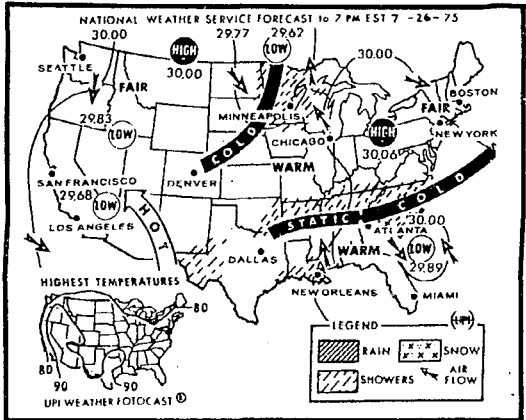 NATIONAL WEATHER SERVICE FORECAST to 7 PM EST 7 -26- 75
30.00
29.77
29.62
HIGH
LOW
30.00
30.00
SEATTLE
FAIR
29.83
LOW
MINNEAPOLIS
BOSTON
FAIR
HIGH
NEW YORK
CHICAGO
30.06
COLD
WARM
DENVER
SAN FRANCISCO
29.68
LOW
LOS ANGELES
HOT
STATIC
COLD
30.00
ATLANTA
LOW
29.89
DALLAS
WARM
NEW ORLEANS
MIAMI
HIGHEST TEMPERATURES
80
80
90
90
UPI WEATHER FOTOCAST ®
LEGEND
RAIN
SNOW
SHOWERS
AIR FLOW